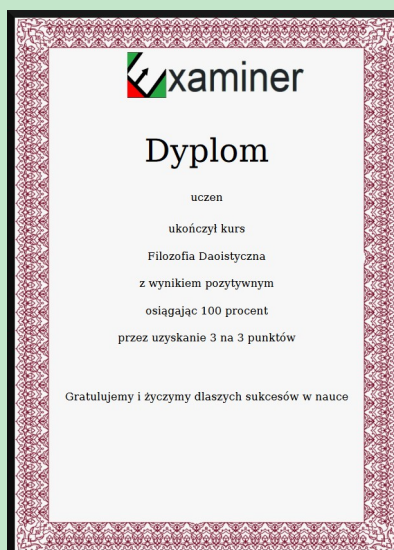 Examiner
Dyplom
uczen
ukończył kurs
Filozofia Daoistyczna
z wynikiem pozytywnym
osiągając 100 procent
przez uzyskanie 3 na 3 punktów
Gratulujemy i życzymy dlaszych sukcesów w nauce